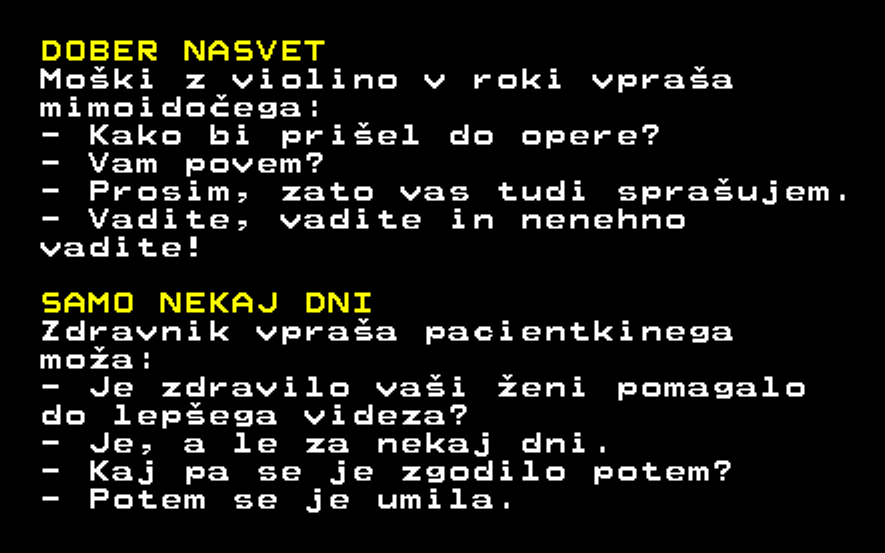 DOBER NASVET
Moški z violino v roki vpraša
mimoidočega:
- Kako bi prišel do opere?
- Vam povem?
- Prosim, zato vas tudi sprašujem.
- Vadite, vadite in nenehno
vadite!
SAMO NEKAJ DNI
Zdravnik vpraša pacientkinega
moža:
- Je zdravilo vaši ženi pomagalo
do lepšega videza?
- Je, a le za nekaj dni.
- Kaj pa se je zgodilo potem?
- Potem se je umila.